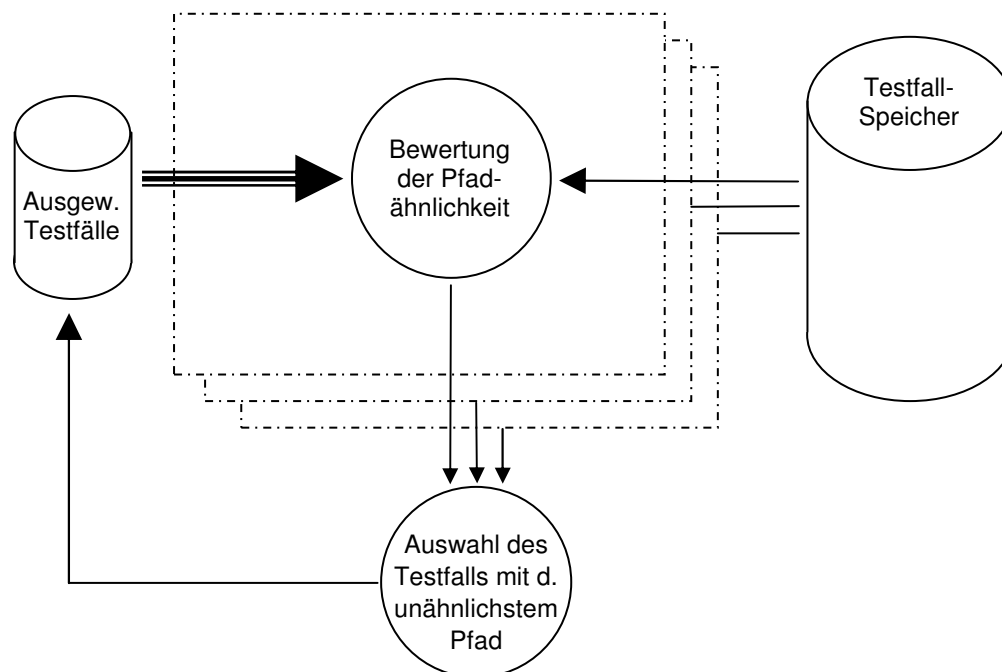 Testfall-
Speicher
Bewertung
der Pfad-
ähnlichkeit
Ausgew.
Testfälle
Auswahl des
Testfalls mit d.
unähnlichstem
Pfad